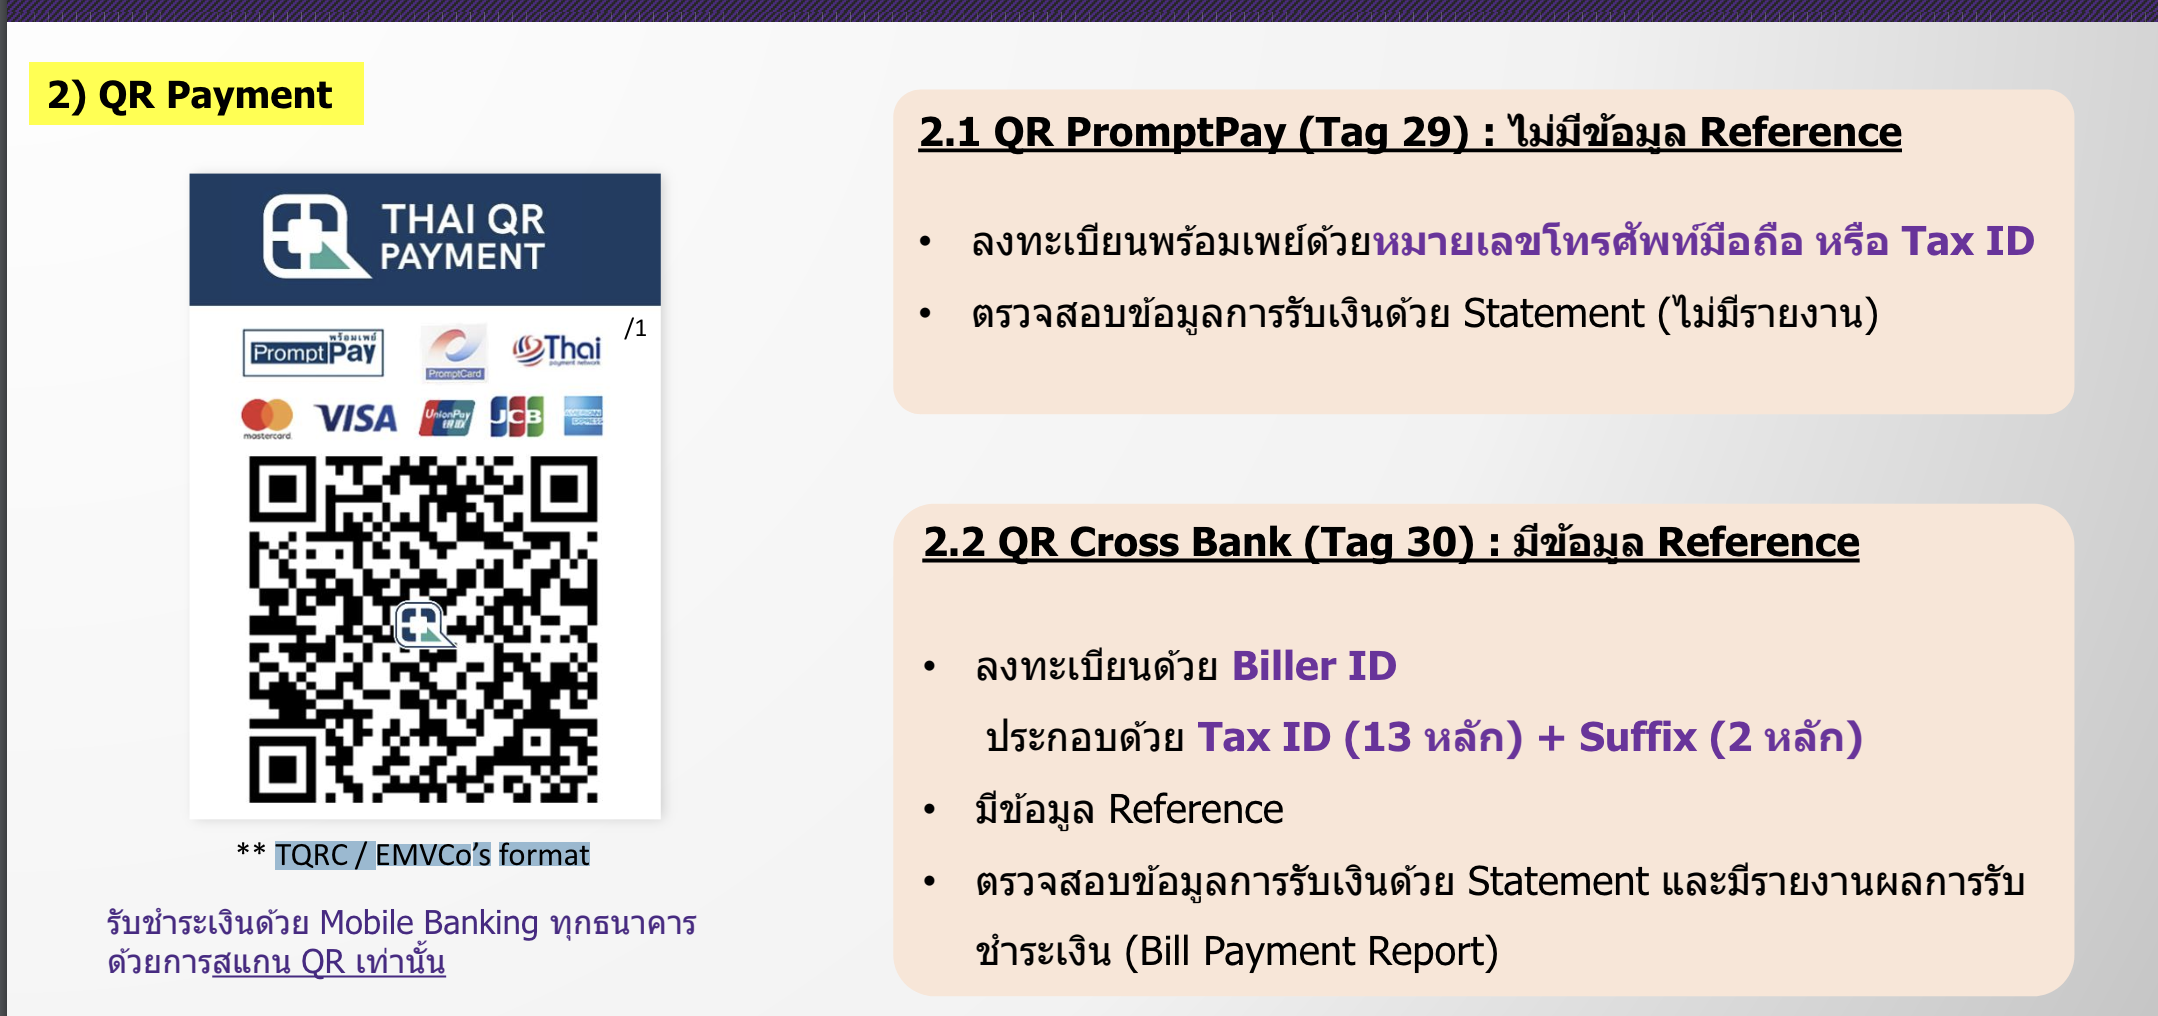 2) QR Payment
THAI QR
PAYMENT
/1
พร้อมเพย์
PromptPay
PromptCard
Thai
payment network
mastercard
VISA
UnionPay
银联
JCB
AMERICAN
EXPRESS
** TQRC / EMVCo's format
รับชำระเงินด้วย Mobile Banking ทุกธนาคาร
ด้วยการสแกน QR เท่านั้น
2.1 QR PromptPay (Tag 29) : ไม่มีข้อมูล Reference
• ลงทะเบียนพร้อมเพย์ด้วยหมายเลขโทรศัพท์มือถือ หรือ Tax ID
• ตรวจสอบข้อมูลการรับเงินด้วย Statement (ไม่มีรายงาน)
2.2 QR Cross Bank (Tag 30) : มีข้อมูล Reference
• ลงทะเบียนด้วย Biller ID
ประกอบด้วย Tax ID (13 หลัก) + Suffix (2 หลัก)
• มีข้อมูล Reference
• ตรวจสอบข้อมูลการรับเงินด้วย Statement และมีรายงานผลการรับ
ชำระเงิน (Bill Payment Report)